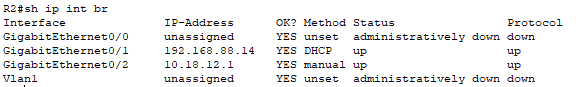 R2#sh ip int br
Interface IP-Address OK? Method Status Protocol
GigabitEthernet0/0 unassigned YES unset administratively down down
GigabitEthernet0/1 192.168.88.14 YES DHCP up up
GigabitEthernet0/2 10.18.12.1 YES manual up up
Vlan1 unassigned YES unset administratively down down